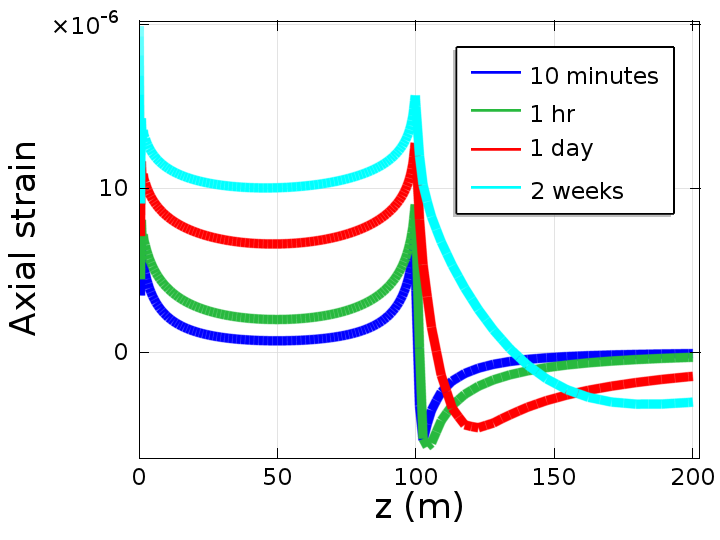 ×10-6
Axial strain
10
0
10 minutes
1 hr
1 day
2 weeks
0 50 100 150 200
z (m)